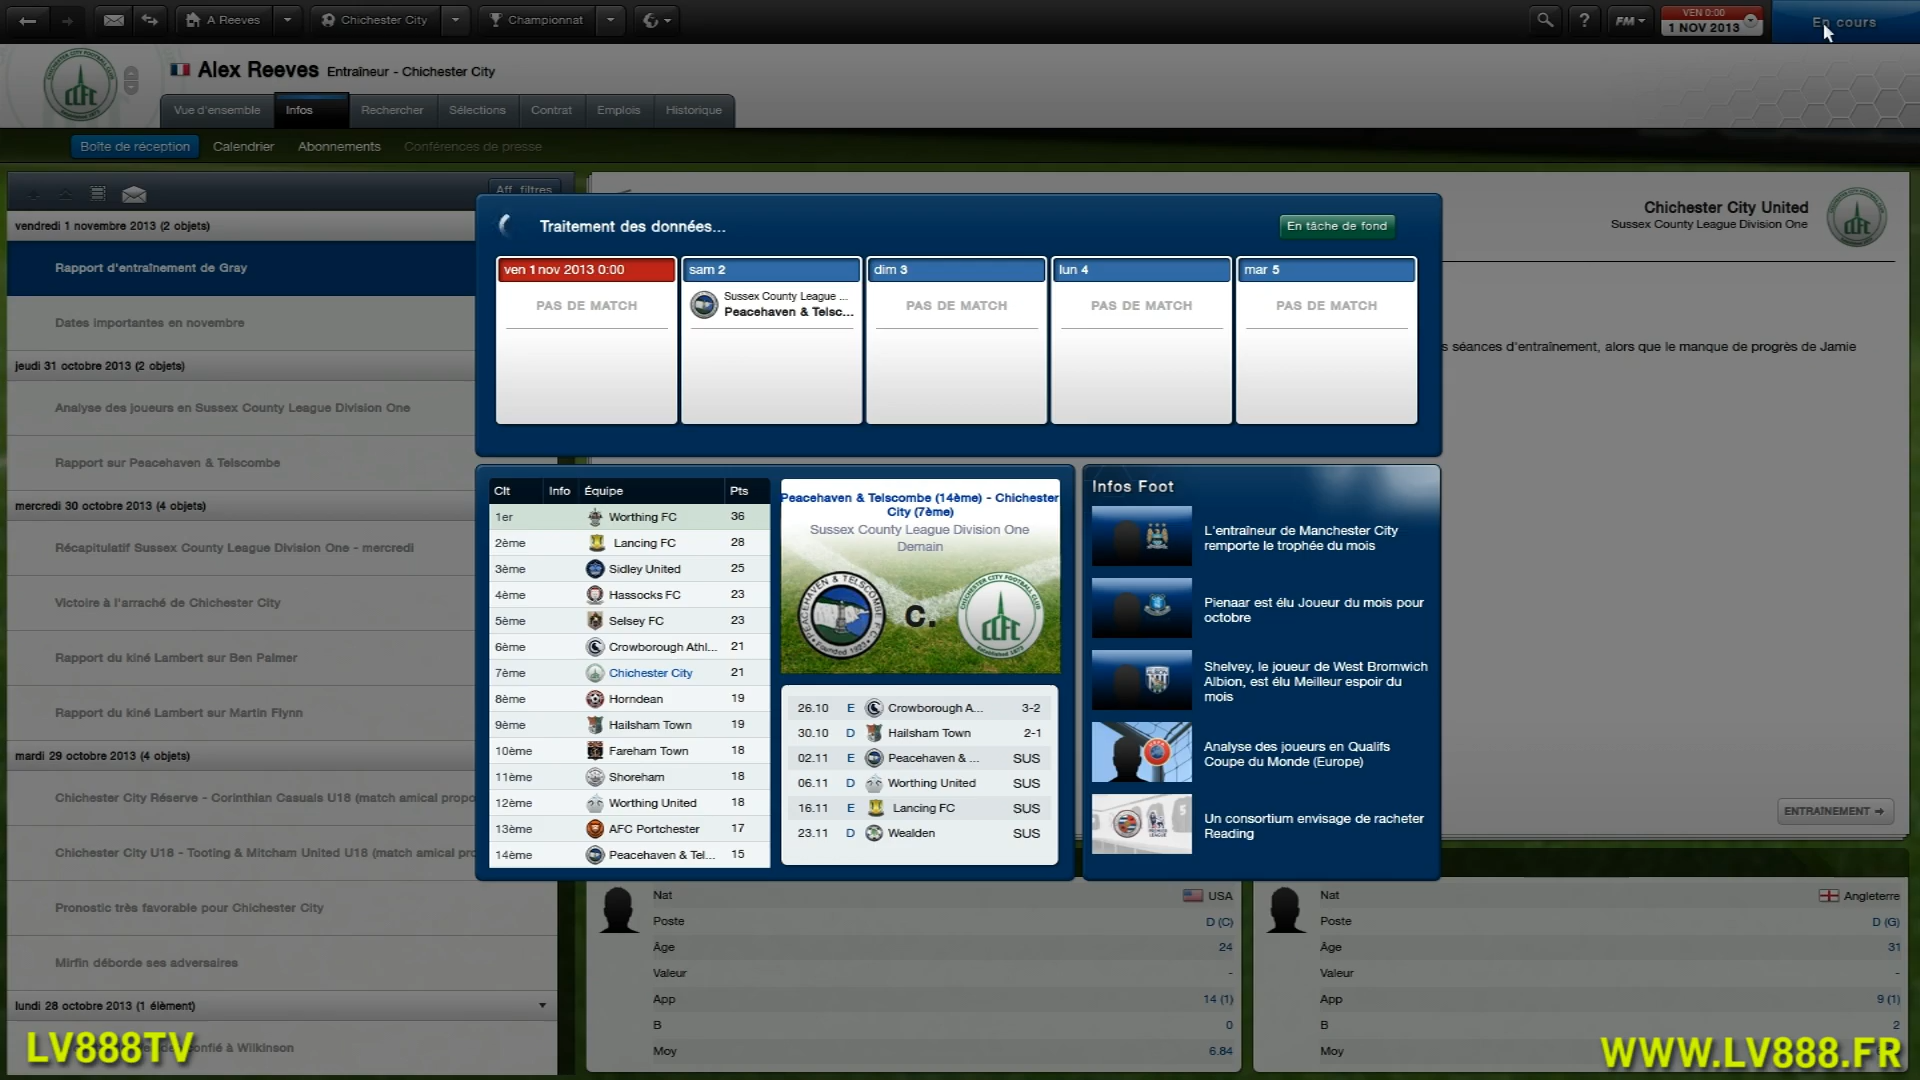 A Reeves
Chichester City
Championnat
?
FM
VEN 0:00
1 NOV 2013
En cours
Alex Reeves Entraîneur - Chichester City
Vue d'ensemble
Infos
Rechercher
Sélections
Contrat
Emplois
Historique
Boîte de réception
Calendrier
Abonnements
Conférences de presse
Aff. filtres
vendredi 1 novembre 2013 (2 objets)
Rapport d'entraînement de Gray
Dates importantes en novembre
jeudi 31 octobre 2013 (2 objets)
Analyse des joueurs en Sussex County League Division One
Rapport sur Peacehaven & Telscombe
mercredi 30 octobre 2013 (4 objets)
Récapitulatif Sussex County League Division One - mercredi
Victoire à l'arraché de Chichester City
Rapport du kiné Lambert sur Ben Palmer
Rapport du kiné Lambert sur Martin Flynn
mardi 29 octobre 2013 (4 objets)
Chichester City Réserve - Corinthian Casuals U18 (match amical propo
Chichester City U18 - Tooting & Mitcham United U18 (match amical pro
Pronostic très favorable pour Chichester City
Mirfin déborde ses adversaires
lundi 28 octobre 2013 (1 élément)
confié à Wilkinson
LV888TV
Chichester City United
Sussex County League Division One
s séances d'entraînement, alors que le manque de progrès de Jamie
ENTRAÎNEMENT
Traitement des données...
En tâche de fond
ven 1 nov 2013 0:00
PAS DE MATCH
sam 2
Sussex County League ...
Peacehaven & Telsc...
dim 3
PAS DE MATCH
lun 4
PAS DE MATCH
mar 5
PAS DE MATCH
Clt Info Équipe Pts
1er Worthing FC 36
2ème Lancing FC 28
3ème Sidley United 25
4ème Hassocks FC 23
5ème Selsey FC 23
6ème Crowborough Athl... 21
7ème Chichester City 21
8ème Horndean 19
9ème Hailsham Town 19
10ème Fareham Town 18
11ème Shoreham 18
12ème Worthing United 18
13ème AFC Portchester 17
14ème Peacehaven & Tel... 15
Peacehaven & Telscombe (14ème) - Chichester
City (7ème)
Sussex County League Division One
Demain
PEACEHAVEN & TELSCOMBE F.C.
Founded 1923
c.
CHICHESTER CITY FOOTBALL CLUB
CCFC
Established 1873
26.10 E Crowborough A... 3-2
30.10 D Hailsham Town 2-1
02.11 E Peacehaven & ... SUS
06.11 D Worthing United SUS
16.11 E Lancing FC SUS
23.11 D Wealden SUS
Infos Foot
L'entraîneur de Manchester City
remporte le trophée du mois
Pienaar est élu Joueur du mois pour
octobre
Shelvey, le joueur de West Bromwich
Albion, est élu Meilleur espoir du
mois
Analyse des joueurs en Qualifs
Coupe du Monde (Europe)
Un consortium envisage de racheter
Reading
Nat USA
Poste D (C)
Âge 24
Valeur -
App 14 (1)
B 0
Moy 6.84
Nat Angleterre
Poste D (G)
Âge 31
Valeur -
App 9 (1)
B 2
Moy
WWW.LV888.FR